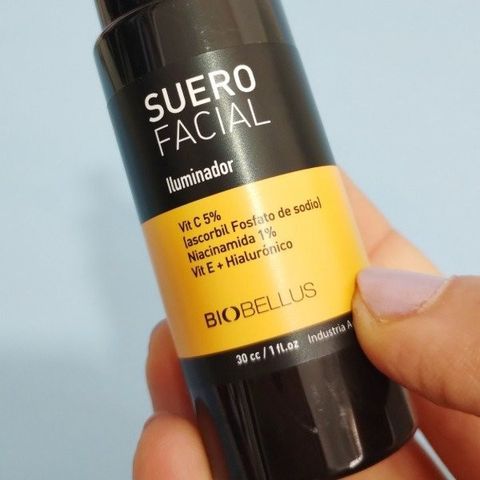 SUERO
FACIAL
Iluminador
Vit C 5%
(ascorbil Fosfato de sodio)
Niacinamida 1%
Vit E + Hialurónico
BIOBELLUS
30 cc / 1 fl.oz Industria A